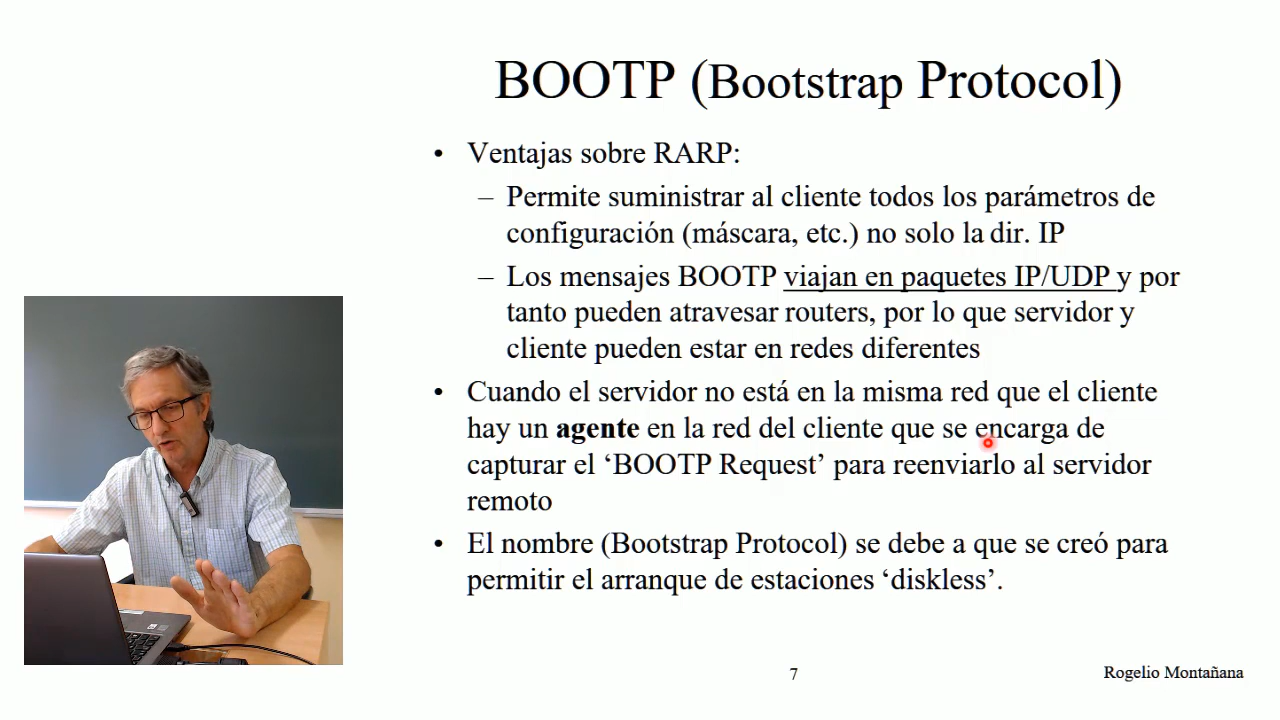 BOOTP (Bootstrap Protocol)
• Ventajas sobre RARP:
– Permite suministrar al cliente todos los parámetros de
configuración (máscara, etc.) no solo la dir. IP
– Los mensajes BOOTP viajan en paquetes IP/UDP y por
tanto pueden atravesar routers, por lo que servidor y
cliente pueden estar en redes diferentes
• Cuando el servidor no está en la misma red que el cliente
hay un agente en la red del cliente que se encarga de
capturar el ‘BOOTP Request’ para reenviarlo al servidor
remoto
• El nombre (Bootstrap Protocol) se debe a que se creó para
permitir el arranque de estaciones ‘diskless’.
7
Rogelio Montañana